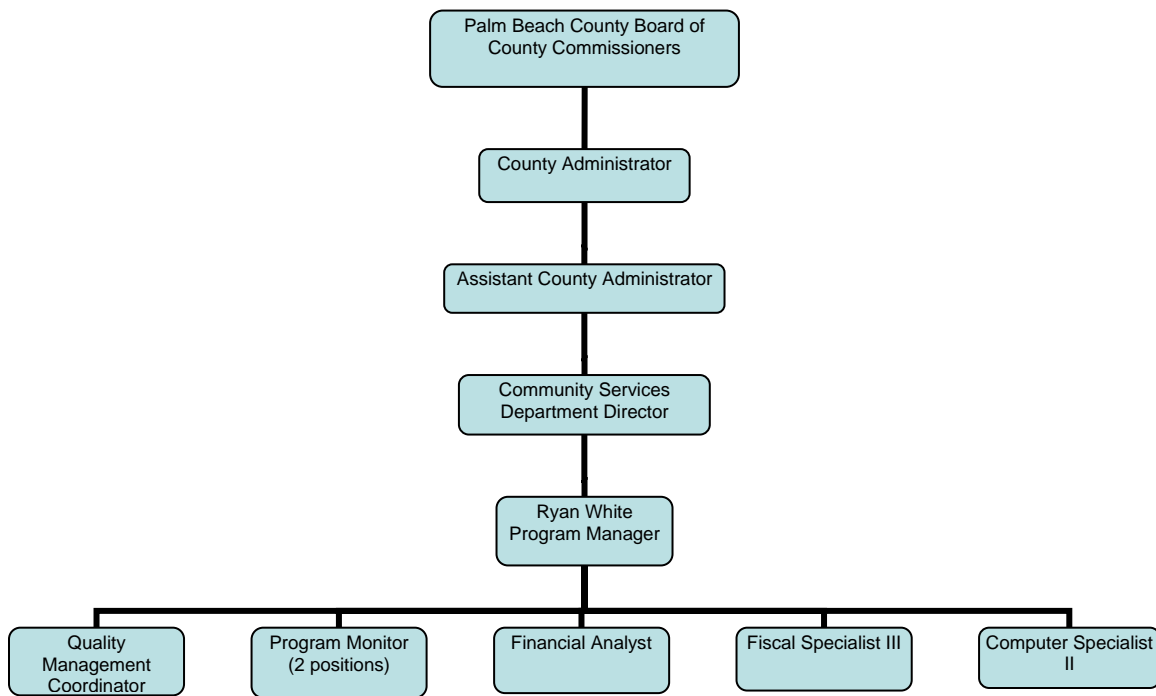 Palm Beach County Board of
County Commissioners
County Administrator
Assistant County Administrator
Community Services
Department Director
Ryan White
Program Manager
Quality
Management
Coordinator
Program Monitor
(2 positions)
Financial Analyst
Fiscal Specialist III
Computer Specialist
II